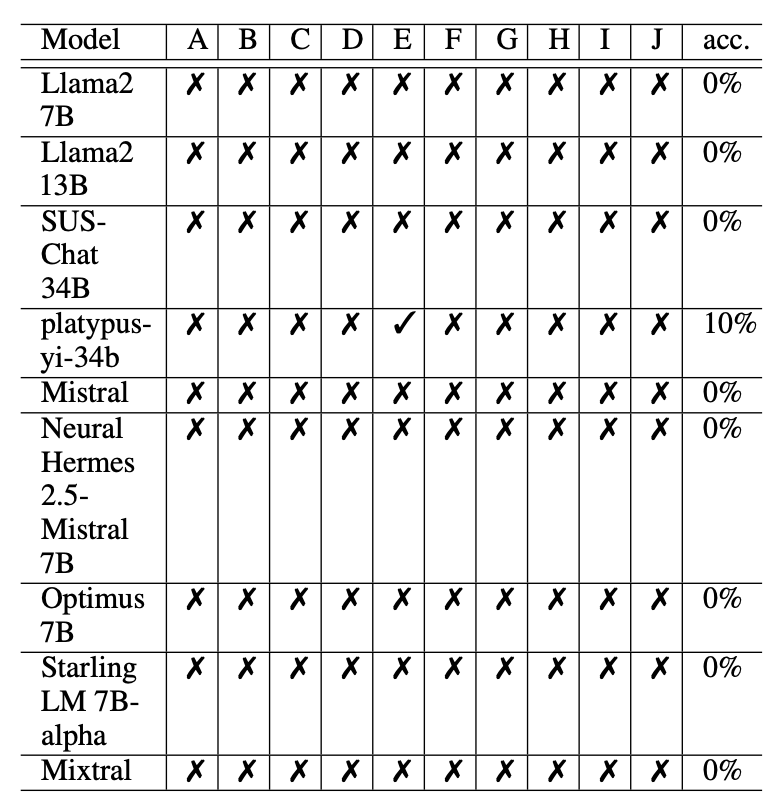 Model A B C D E F G H I J acc.
Llama2 ✗ ✗ ✗ ✗ ✗ ✗ ✗ ✗ ✗ ✗ 0%
7B
Llama2 ✗ ✗ ✗ ✗ ✗ ✗ ✗ ✗ ✗ ✗ 0%
13B
SUS- ✗ ✗ ✗ ✗ ✗ ✗ ✗ ✗ ✗ ✗ 0%
Chat
34B
platypus- ✗ ✗ ✗ ✗ ✓ ✗ ✗ ✗ ✗ ✗ 10%
yi-34b
Mistral ✗ ✗ ✗ ✗ ✗ ✗ ✗ ✗ ✗ ✗ 0%
Neural ✗ ✗ ✗ ✗ ✗ ✗ ✗ ✗ ✗ ✗ 0%
Hermes
2.5-
Mistral
7B
Optimus ✗ ✗ ✗ ✗ ✗ ✗ ✗ ✗ ✗ ✗ 0%
7B
Starling ✗ ✗ ✗ ✗ ✗ ✗ ✗ ✗ ✗ ✗ 0%
LM 7B-
alpha
Mixtral ✗ ✗ ✗ ✗ ✗ ✗ ✗ ✗ ✗ ✗ 0%